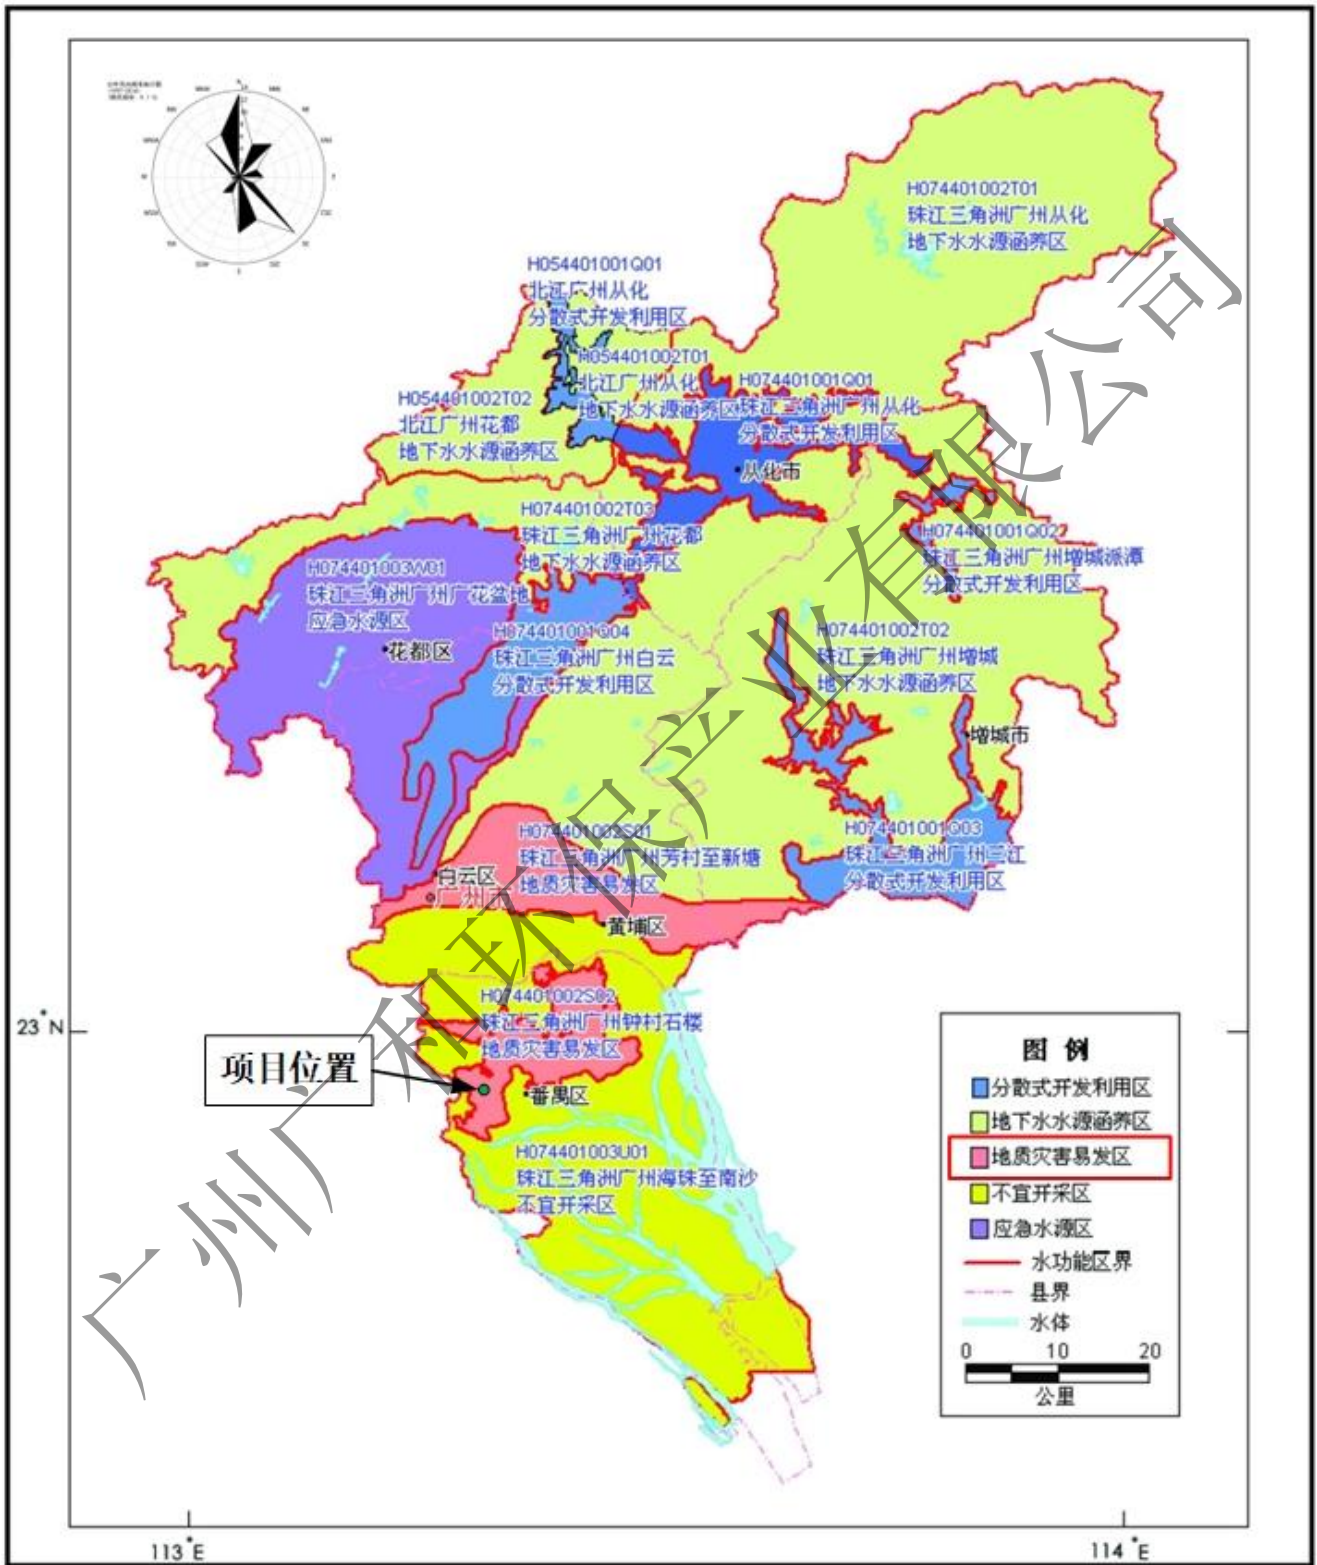 H074401002T01
珠江三角洲广州从化
地下水水源涵养区
H054401001Q01
北江广州从化
分散式开发利用区
H054401002T01
北江广州从化
地下水水源涵养区
H074401001Q01
珠江三角洲广州从化
分散式开发利用区
H054401002T02
北江广州花都
地下水水源涵养区
从化市
H074401002T03
珠江三角洲广州花都
地下水水源涵养区
H074401001Q02
珠江三角洲广州增城派潭
分散式开发利用区
H074401003W01
珠江三角洲广州广花盆地
应急水源区
花都区
H074401001Q04
珠江三角洲广州白云
分散式开发利用区
H074401002T02
珠江三角洲广州增城
地下水水源涵养区
增城市
H074401002S01
珠江三角洲广州芳村至新塘
地质灾害易发区
H074401001Q03
珠江三角洲广州三江
分散式开发利用区
白云区
广州市
黄埔区
H074401002S02
珠江三角洲广州钟村石楼
地质灾害易发区
23°N
项目位置
番禺区
H074401003U01
珠江三角洲广州海珠至南沙
不宜开采区
图 例
分散式开发利用区
地下水水源涵养区
地质灾害易发区
不宜开采区
应急水源区
水功能区界
县界
水体
0 10 20
公里
113°E
114°E
广州广和环保产业有限公司